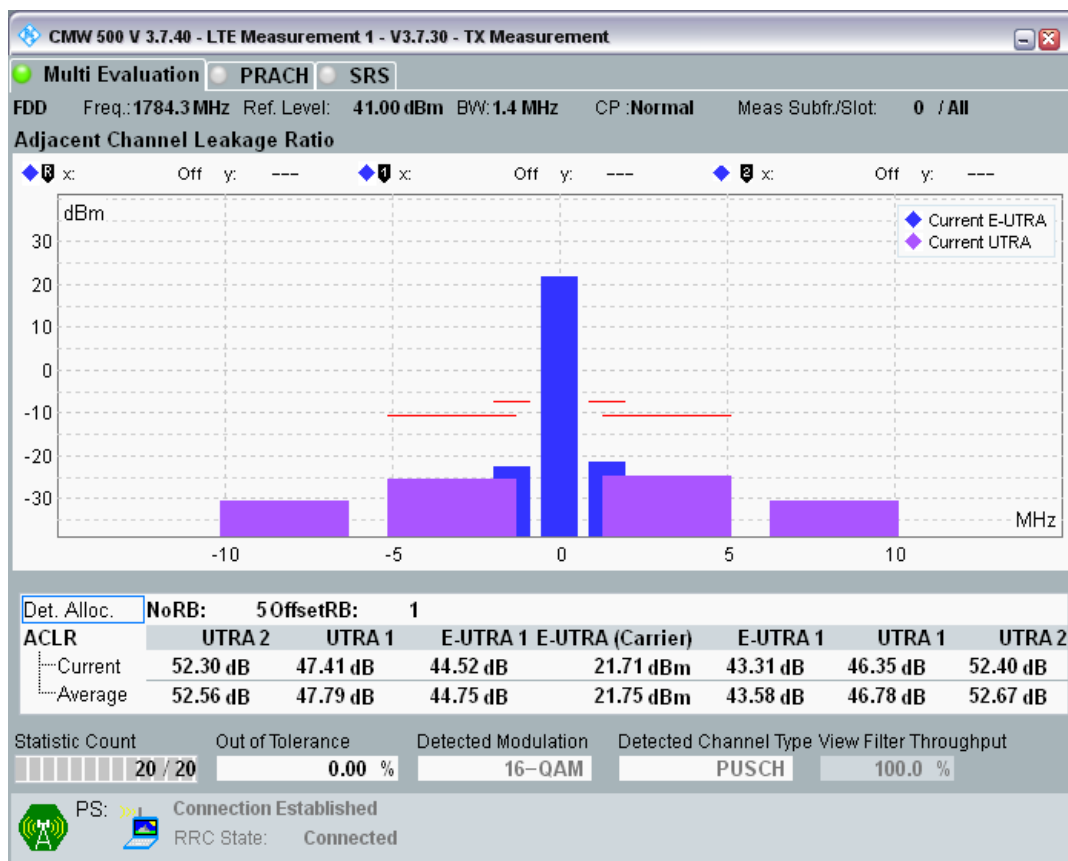 CMW 500 V 3.7.40 - LTE Measurement 1 - V3.7.30 - TX Measurement
Multi Evaluation PRACH SRS
FDD Freq.: 1784.3 MHz Ref. Level: 41.00 dBm BW: 1.4 MHz CP :Normal Meas Subfr./Slot: 0 / All
Adjacent Channel Leakage Ratio
R x: Off y: --- 1 x: Off y: --- 2 x: Off y: ---
dBm
Current E-UTRA
Current UTRA
30
20
10
0
-10
-20
-30
MHz
-10 -5 0 5 10
Det. Alloc. NoRB: 5 OffsetRB: 1
ACLR UTRA 2 UTRA 1 E-UTRA 1 E-UTRA (Carrier) E-UTRA 1 UTRA 1 UTRA 2
Current 52.30 dB 47.41 dB 44.52 dB 21.71 dBm 43.31 dB 46.35 dB 52.40 dB
Average 52.56 dB 47.79 dB 44.75 dB 21.75 dBm 43.58 dB 46.78 dB 52.67 dB
Statistic Count Out of Tolerance Detected Modulation Detected Channel Type View Filter Throughput
20 / 20 0.00 % 16-QAM PUSCH 100.0 %
PS: Connection Established
RRC State: Connected